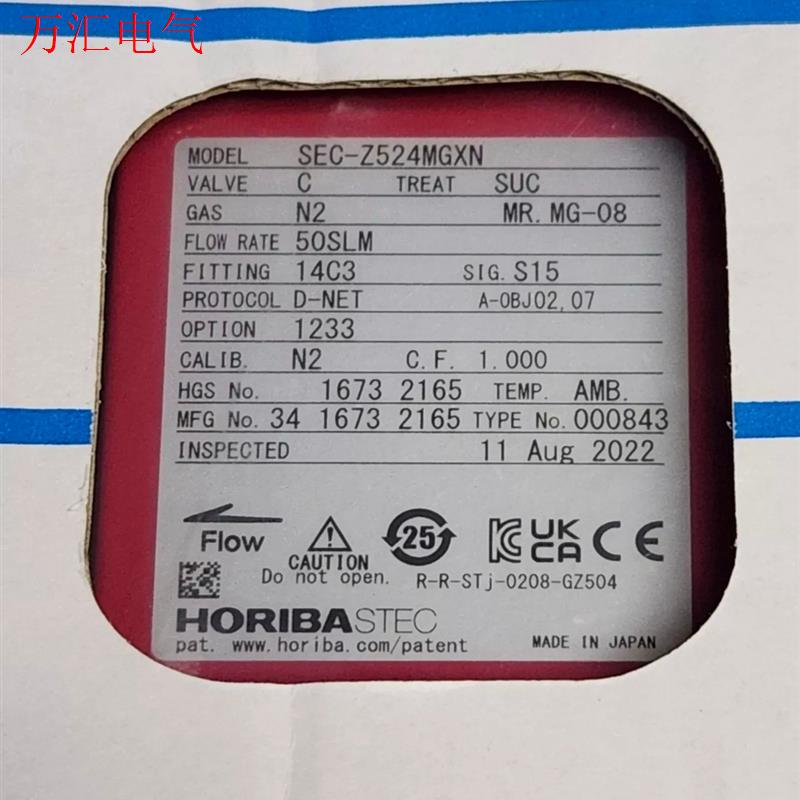 万汇电气
MODEL SEC-Z524MGXN
VALVE C TREAT SUC
GAS N2 MR. MG-08
FLOW RATE 50SLM
FITTING 14C3 SIG. S15
PROTOCOL D-NET A-0BJ02,07
OPTION 1233
CALIB. N2 C.F. 1.000
HGS No. 1673 2165 TEMP. AMB.
MFG No. 34 1673 2165 TYPE No. 000843
INSPECTED 11 Aug 2022
Flow CAUTION 25 UK CA CE
Do not open. R-R-STj-0208-GZ504
HORIBASTEC
pat. www.horiba.com/patent MADE IN JAPAN